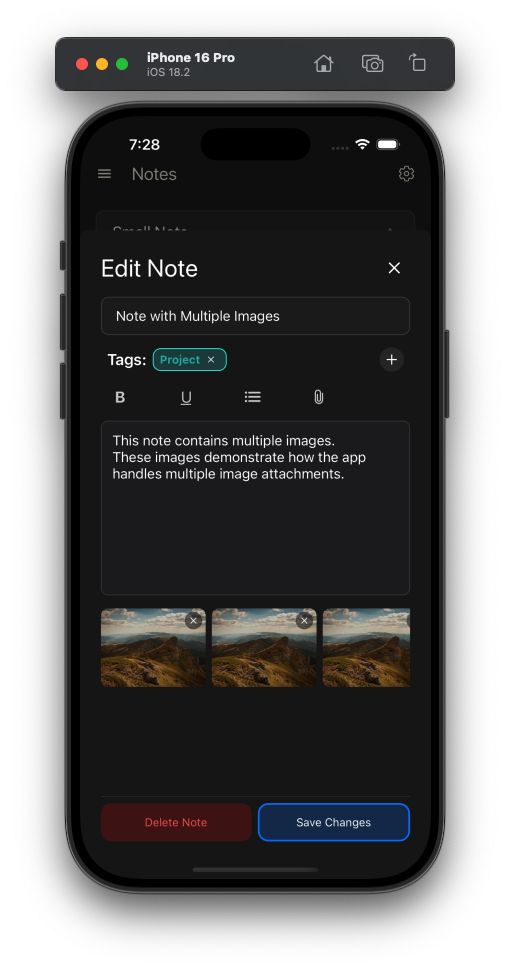 iPhone 16 Pro
iOS 18.2
7:28
Notes
Small Note
Edit Note
Note with Multiple Images
Tags: Project
B U
This note contains multiple images.
These images demonstrate how the app
handles multiple image attachments.
Delete Note Save Changes